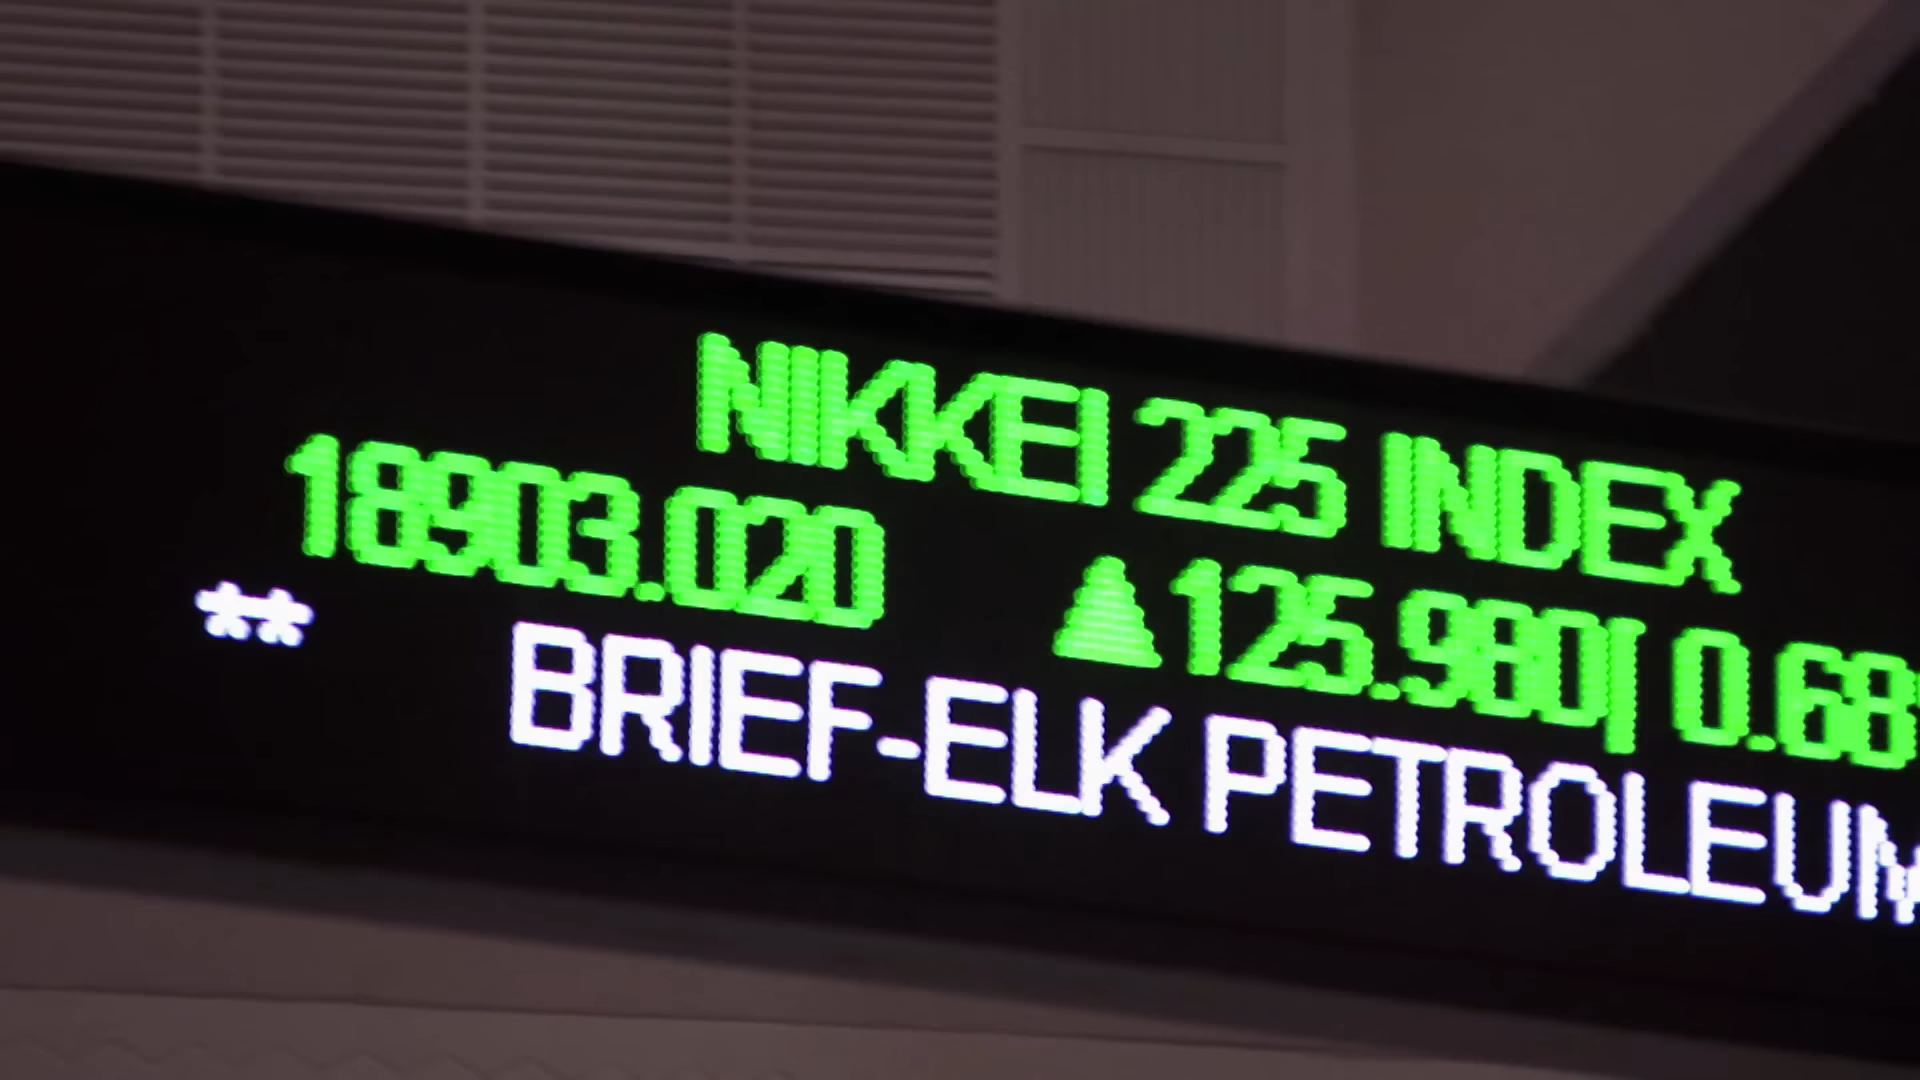 NIKKEI 225 INDEX
18903.020 ▲125.980[ 0.68
** BRIEF-ELK PETROLEUM